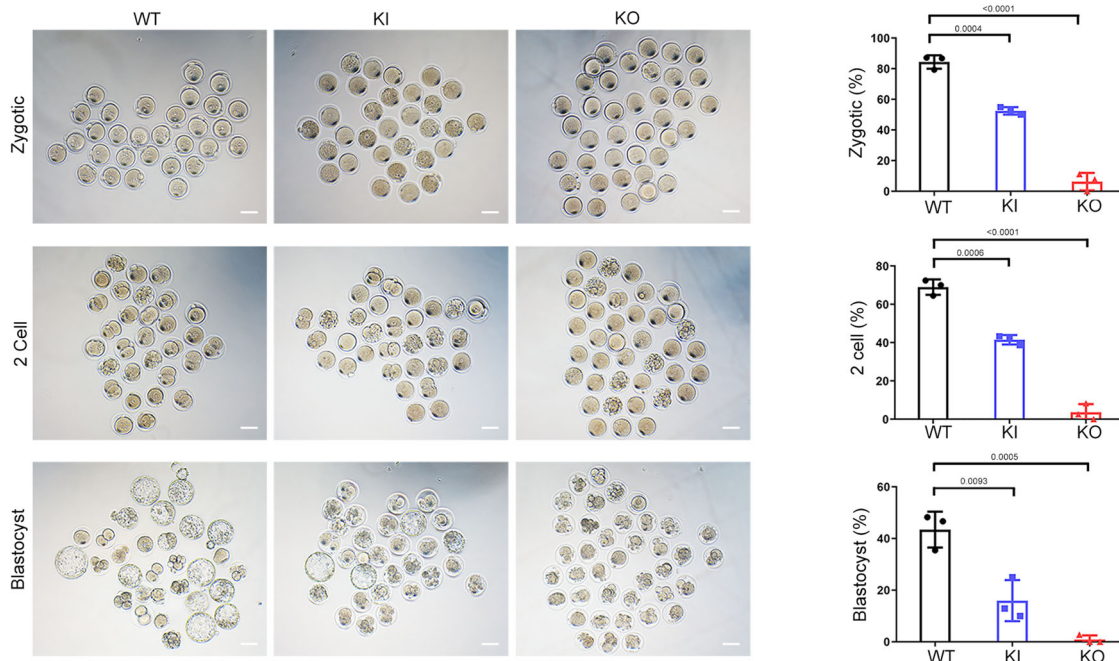 WT KI KO
Zygotic
2 Cell
Blastocyst
<0.0001
0.0004
100
80
60
40
20
0
Zygotic (%)
WT KI KO
<0.0001
0.0006
80
60
40
20
0
2 cell (%)
WT KI KO
0.0005
0.0093
60
40
20
0
Blastocyst (%)
WT KI KO